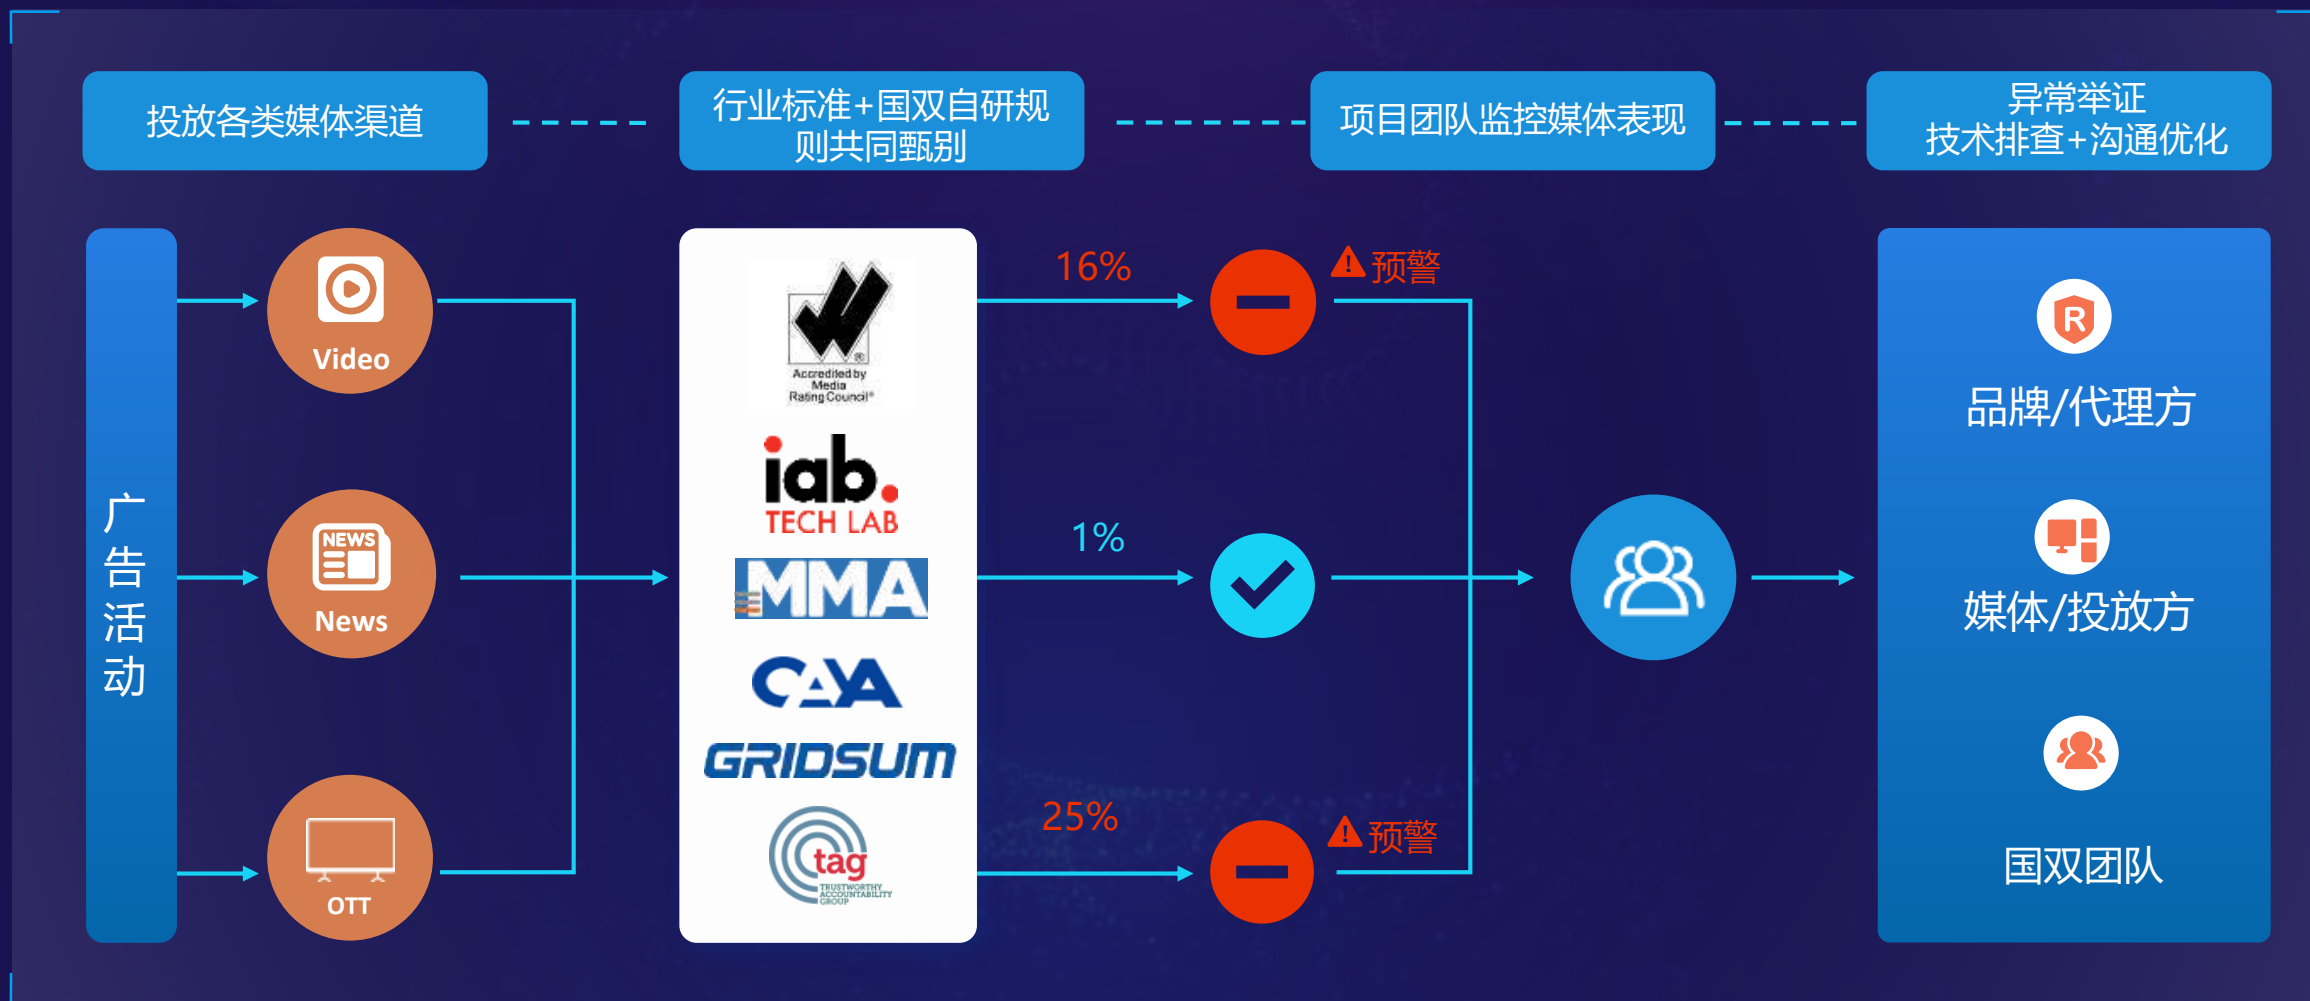 投放各类媒体渠道
行业标准+国双自研规
则共同甄别
项目团队监控媒体表现
异常举证
技术排查+沟通优化
广告活动
Video
News
NEWS
OTT
Accredited by
Media
Rating Council®
iab.
TECH LAB
MMA
CAYA
GRIDSUM
tag
TRUSTWORTHY
ACCOUNTABILITY
GROUP
16%
预警
1%
25%
预警
R
品牌/代理方
媒体/投放方
国双团队